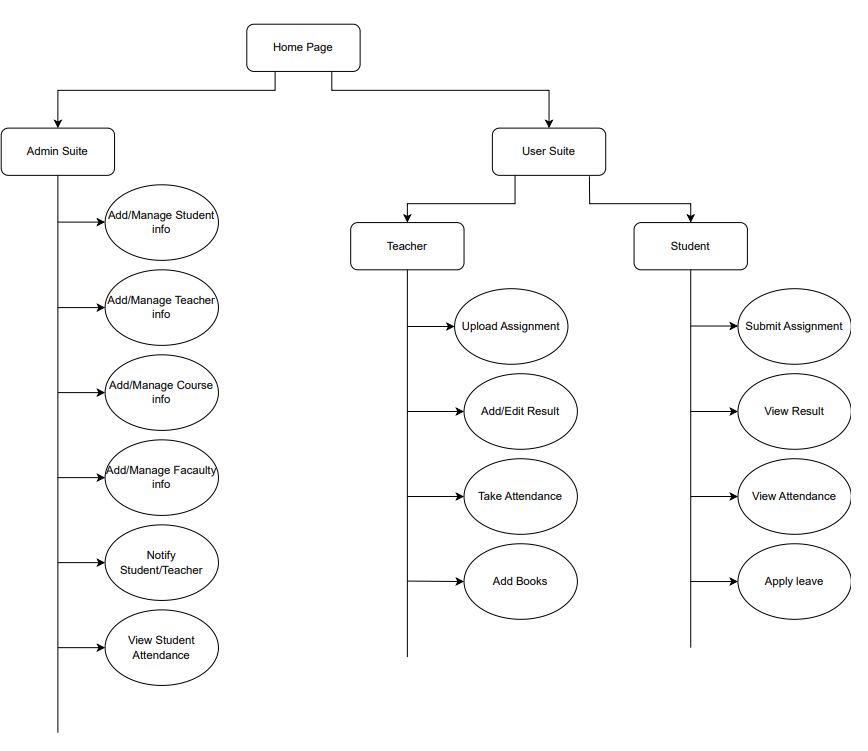 Home Page
Admin Suite
User Suite
Add/Manage Student
info
Add/Manage Teacher
info
Add/Manage Course
info
Add/Manage Facaulty
info
Notify
Student/Teacher
View Student
Attendance
Teacher
Upload Assignment
Add/Edit Result
Take Attendance
Add Books
Student
Submit Assignment
View Result
View Attendance
Apply leave